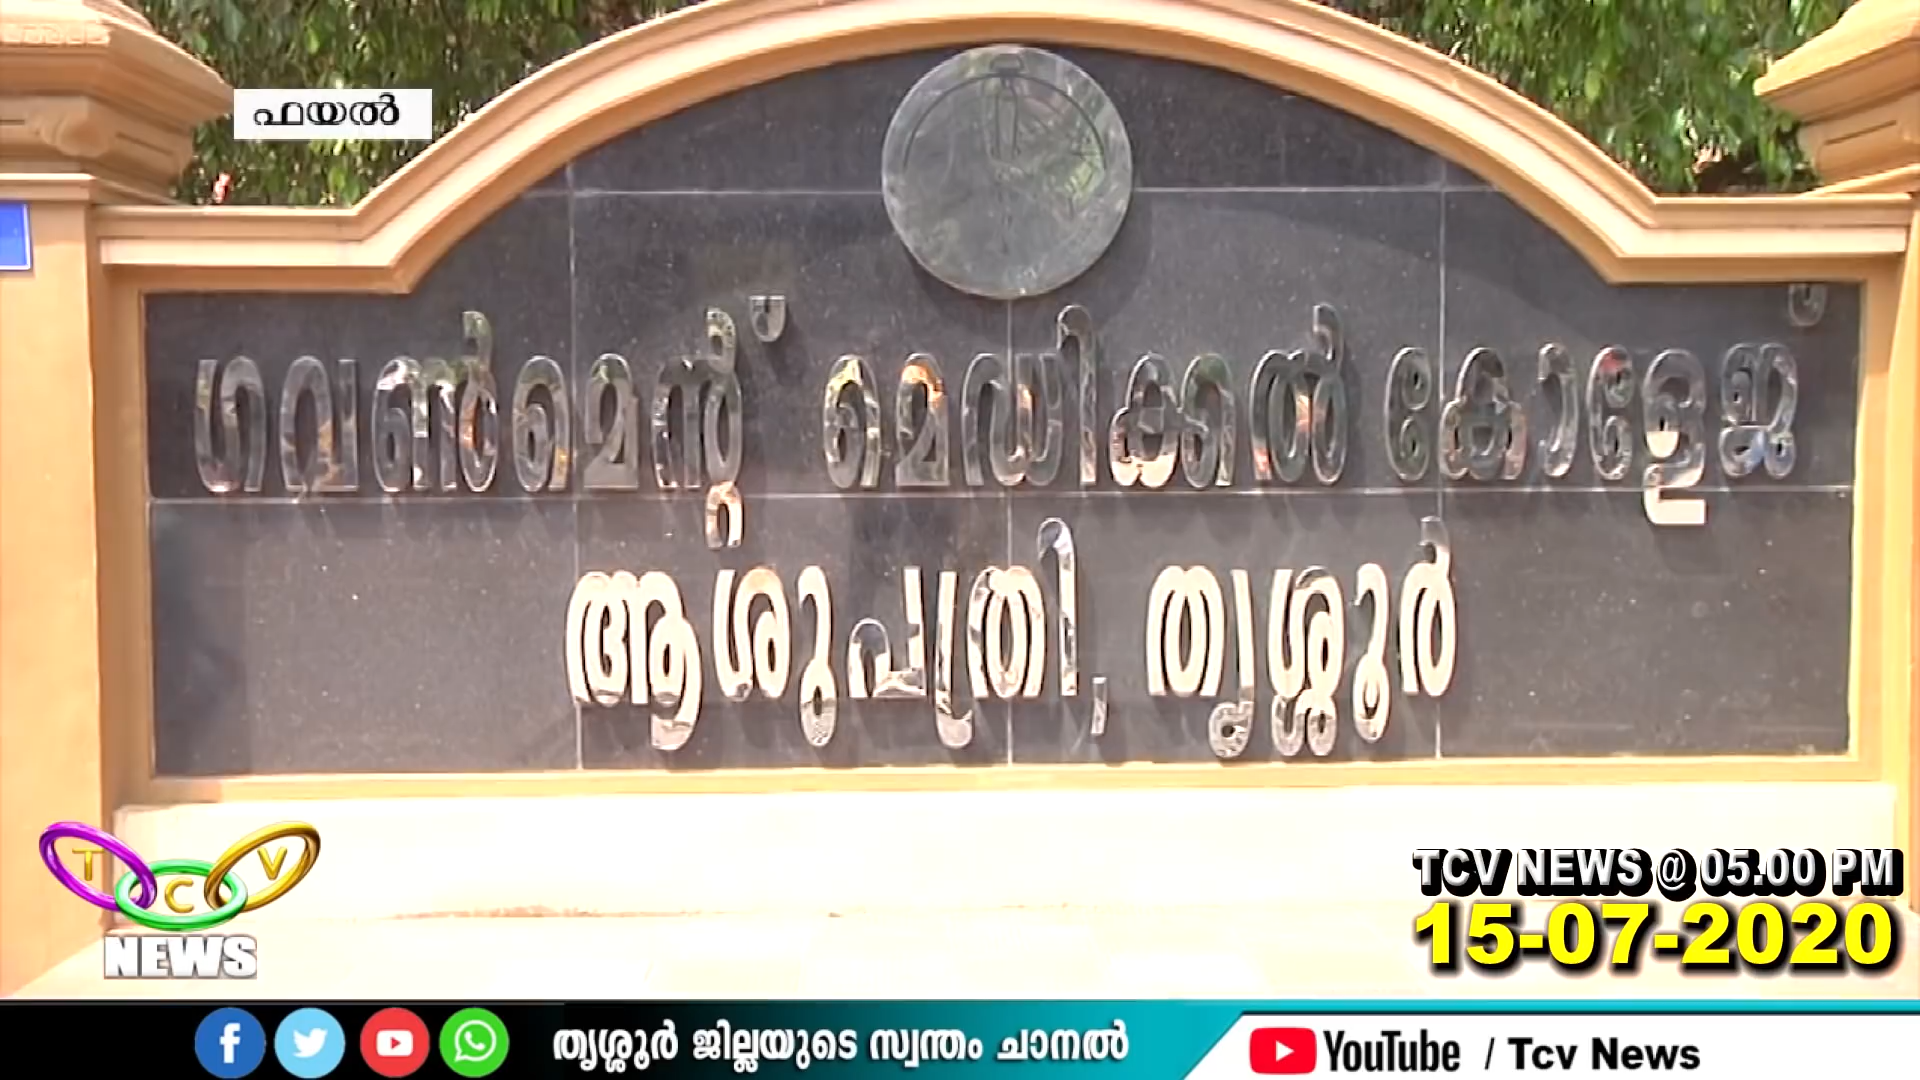 ഫയൽ
ഗവൺമെന്റ് മെഡിക്കൽ കോളേജ്
ആശുപത്രി, തൃശ്ശൂർ
T C V
NEWS
TCV NEWS @ 05.00 PM
15-07-2020
തൃശ്ശൂർ ജില്ലയുടെ സ്വന്തം ചാനൽ
YouTube / Tcv News